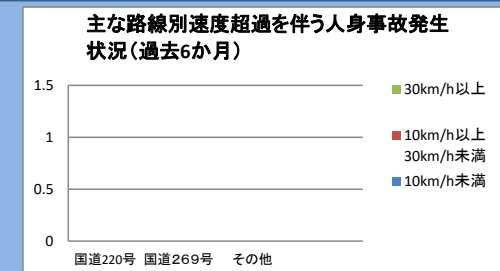 主な路線別速度超過を伴う人身事故発生
状況（過去6か月）
1.5
1
0.5
0
国道220号 国道２６９号 その他
30km/h以上
10km/h以上
30km/h未満
10km/h未満